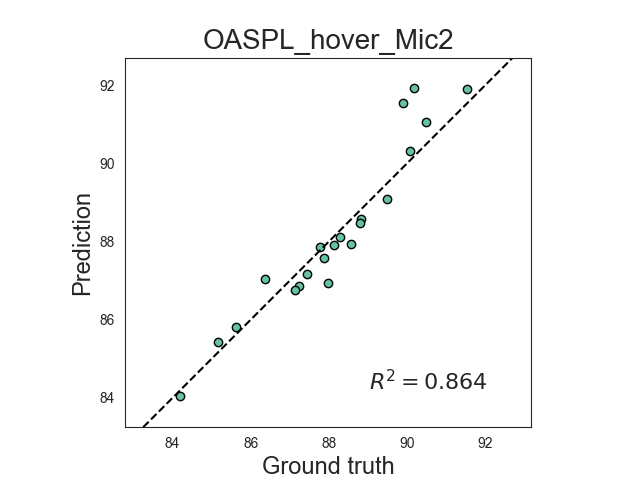 OASPL_hover_Mic2
92
90
88
86
84
Prediction
R² = 0.864
84 86 88 90 92
Ground truth